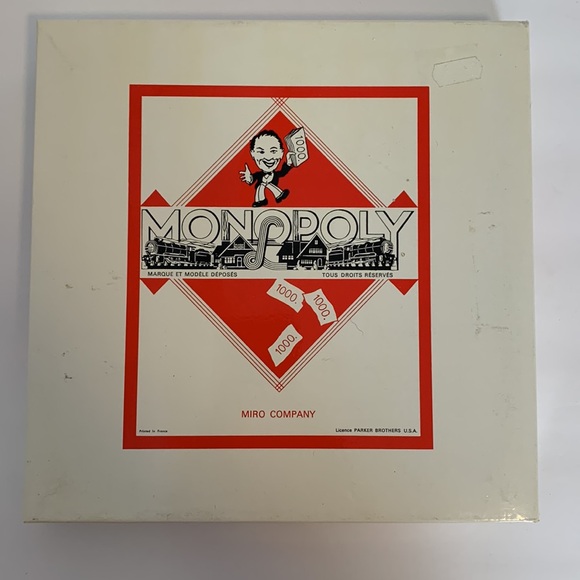 1000.
MONOPOLY
MARQUE ET MODÈLE DÉPOSÉS TOUS DROITS RÉSERVÉS
1000.
1000.
1000.
MIRO COMPANY
Printed in France Licence PARKER BROTHERS U.S.A.